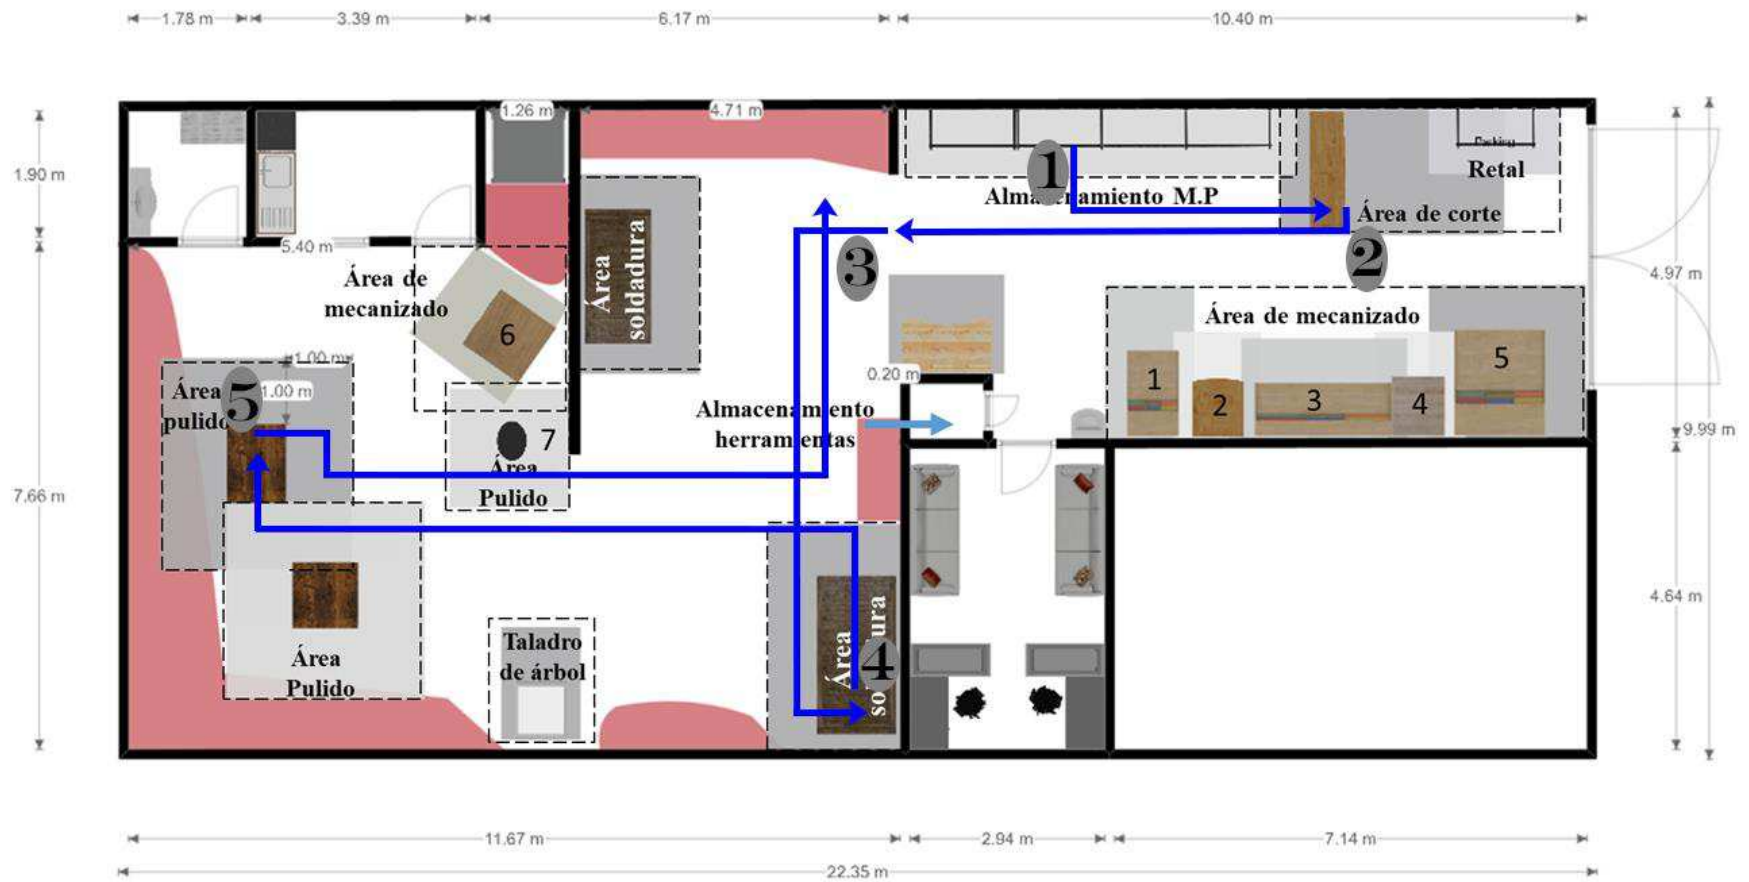 1.78 m
3.39 m
6.17 m
10.40 m
1.26 m
4.71 m
1.90 m
1
Almacenamiento M.P
Parking
Retal
Área de corte
2
3
5.40 m
Área de
mecanizado
6
Área
soldadura
4.97 m
Área de mecanizado
1
2
3
4
5
0.20 m
1.00 m
1.00 m
Área
pulido
5
7
Área
Pulido
Almacenamiento
herramientas
9.99 m
7.66 m
4.64 m
Área
Pulido
Taladro
de árbol
Área
soldadura
4
11.67 m
2.94 m
7.14 m
22.35 m